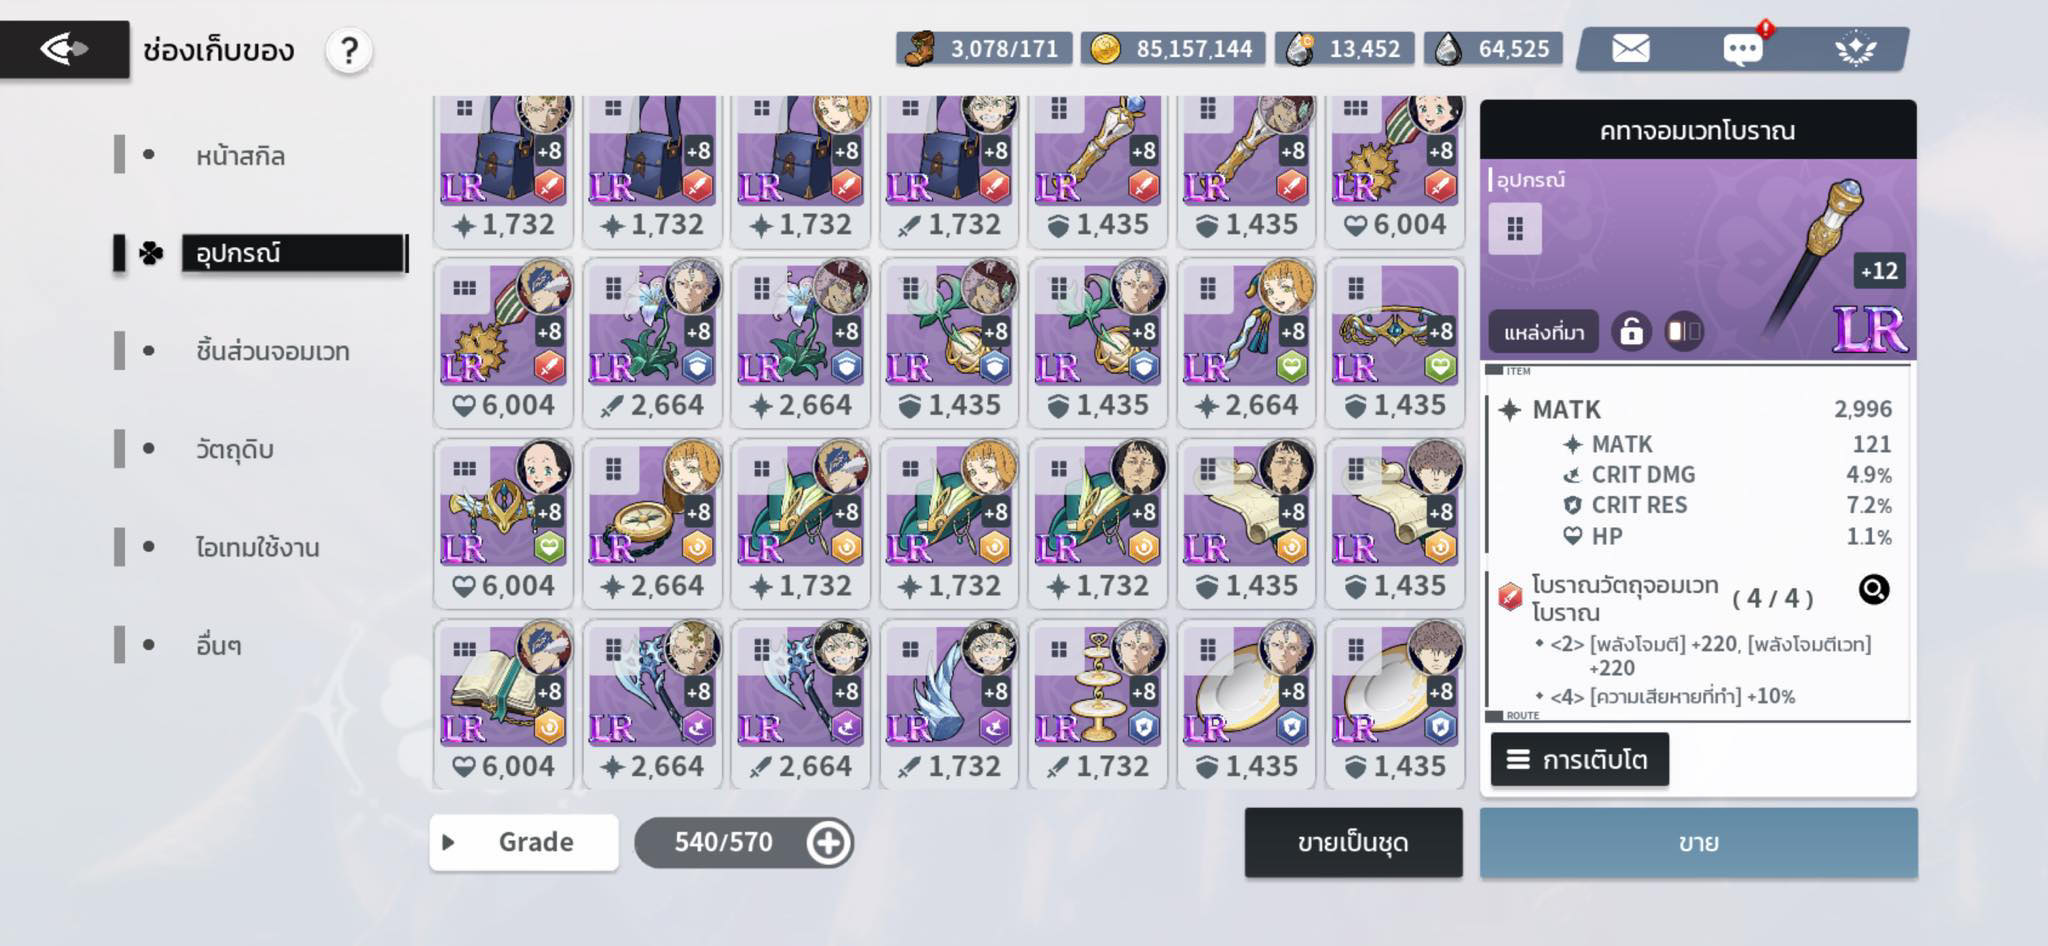 ช่องเก็บของ
?
3,078/171
85,157,144
13,452
64,525
หน้าสกิล
อุปกรณ์
ชิ้นส่วนจอมเวท
วัตถุดิบ
ไอเทมใช้งาน
อื่นๆ
+8 +8 +8 +8 +8 +8 +8
LR LR LR LR LR LR LR
1,732 1,732 1,732 1,732 1,435 1,435 6,004
+8 +8 +8 +8 +8 +8 +8
LR LR LR LR LR LR LR
6,004 2,664 2,664 1,435 1,435 2,664 1,435
+8 +8 +8 +8 +8 +8 +8
LR LR LR LR LR LR LR
6,004 2,664 1,732 1,732 1,732 1,435 1,435
+8 +8 +8 +8 +8 +8 +8
LR LR LR LR LR LR LR
6,004 2,664 2,664 1,732 1,732 1,435 1,435
Grade
540/570
ขายเป็นชุด
คทาจอมเวทโบราณ
อุปกรณ์
+12
แหล่งที่มา
LR
ITEM
MATK 2,996
MATK 121
CRIT DMG 4.9%
CRIT RES 7.2%
HP 1.1%
โบราณวัตถุจอมเวท
โบราณ
( 4 / 4 )
<2> [พลังโจมตี] +220, [พลังโจมตีเวท]
+220
<4> [ความเสียหายที่ทำ] +10%
ROUTE
การเติบโต
ขาย